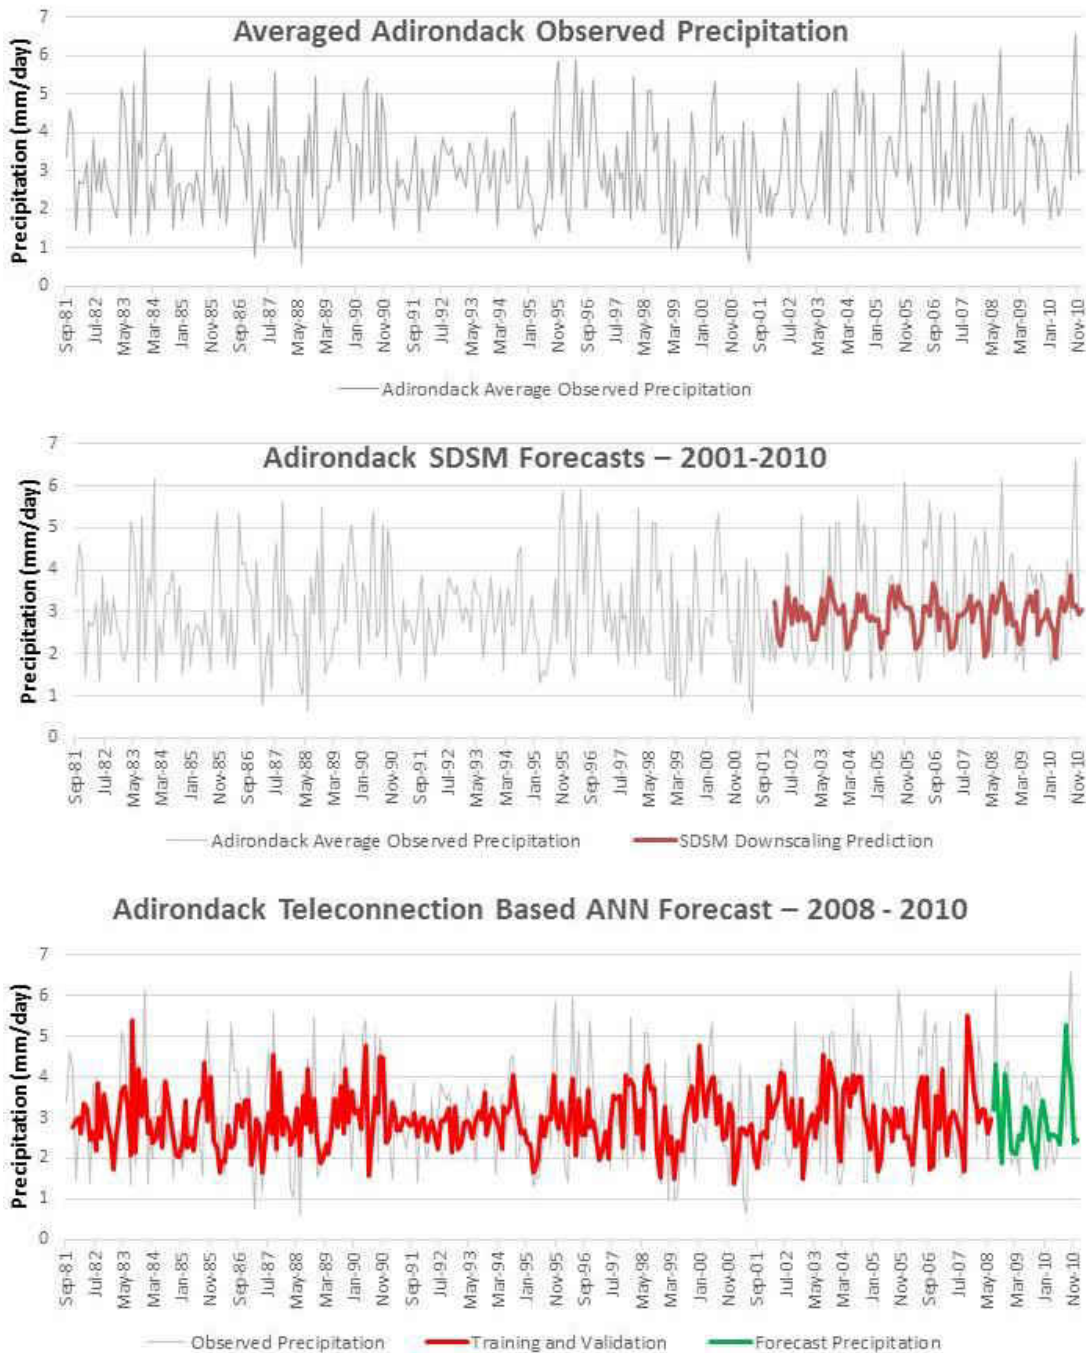 Averaged Adirondack Observed Precipitation
Precipitation (mm/day)
7
6
5
4
3
2
1
0
Sep-81
Jul-82
May-83
Mar-84
Jan-85
Nov-85
Sep-86
Jul-87
May-88
Mar-89
Jan-90
Nov-90
Sep-91
Jul-92
May-93
Mar-94
Jan-95
Nov-95
Sep-96
Jul-97
May-98
Mar-99
Jan-00
Nov-00
Sep-01
Jul-02
May-03
Mar-04
Jan-05
Nov-05
Sep-06
Jul-07
May-08
Mar-09
Jan-10
Nov-10
Adirondack Average Observed Precipitation
Adirondack SDSM Forecasts – 2001-2010
Precipitation (mm/day)
7
6
5
4
3
2
1
0
Sep-81
Jul-82
May-83
Mar-84
Jan-85
Nov-85
Sep-86
Jul-87
May-88
Mar-89
Jan-90
Nov-90
Sep-91
Jul-92
May-93
Mar-94
Jan-95
Nov-95
Sep-96
Jul-97
May-98
Mar-99
Jan-00
Nov-00
Sep-01
Jul-02
May-03
Mar-04
Jan-05
Nov-05
Sep-06
Jul-07
May-08
Mar-09
Jan-10
Nov-10
Adirondack Average Observed Precipitation
SDSM Downscaling Prediction
Adirondack Teleconnection Based ANN Forecast – 2008 - 2010
Precipitation (mm/day)
7
6
5
4
3
2
1
0
Sep-81
Jul-82
May-83
Mar-84
Jan-85
Nov-85
Sep-86
Jul-87
May-88
Mar-89
Jan-90
Nov-90
Sep-91
Jul-92
May-93
Mar-94
Jan-95
Nov-95
Sep-96
Jul-97
May-98
Mar-99
Jan-00
Nov-00
Sep-01
Jul-02
May-03
Mar-04
Jan-05
Nov-05
Sep-06
Jul-07
May-08
Mar-09
Jan-10
Nov-10
Observed Precipitation
Training and Validation
Forecast Precipitation